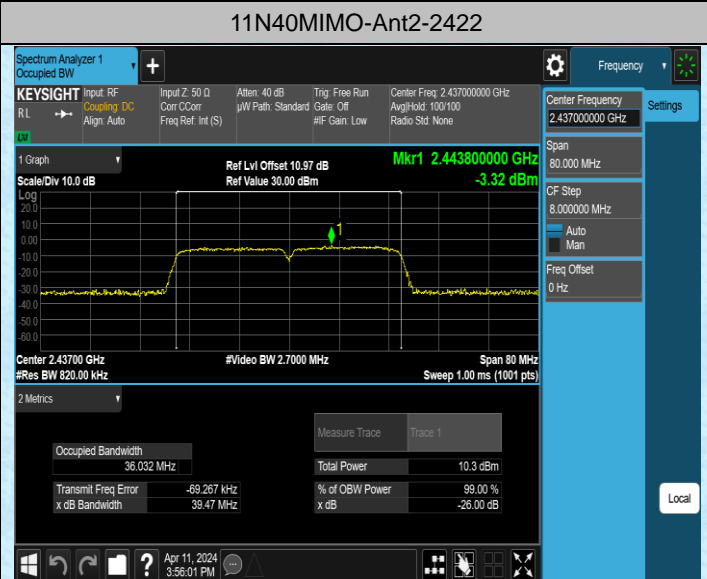 11N40MIMO-Ant2-2422
Spectrum Analyzer 1
Occupied BW
Frequency
KEYSIGHT
RL
LXI
Input: RF
Coupling: DC
Align: Auto
Input Z: 50 Ω
Corr CCorr
Freq Ref: Int (S)
Atten: 40 dB
µW Path: Standard
Trig: Free Run
Gate: Off
#IF Gain: Low
Center Freq: 2.437000000 GHz
Avg|Hold: 100/100
Radio Std: None
Center Frequency
2.437000000 GHz
Settings
Span
80.000 MHz
CF Step
8.000000 MHz
Auto
Man
Freq Offset
0 Hz
1 Graph
Scale/Div 10.0 dB
Ref Lvl Offset 10.97 dB
Ref Value 30.00 dBm
Mkr1 2.443800000 GHz
-3.32 dBm
Log
20.0
10.0
0.00
-10.0
-20.0
-30.0
-40.0
-50.0
-60.0
1
Center 2.43700 GHz
#Video BW 2.7000 MHz
Span 80 MHz
#Res BW 820.00 kHz
Sweep 1.00 ms (1001 pts)
2 Metrics
Measure Trace
Trace 1
Occupied Bandwidth
36.032 MHz
Total Power
10.3 dBm
Transmit Freq Error
-69.267 kHz
% of OBW Power
99.00 %
x dB Bandwidth
39.47 MHz
x dB
-26.00 dB
Local
Apr 11, 2024
3:56:01 PM